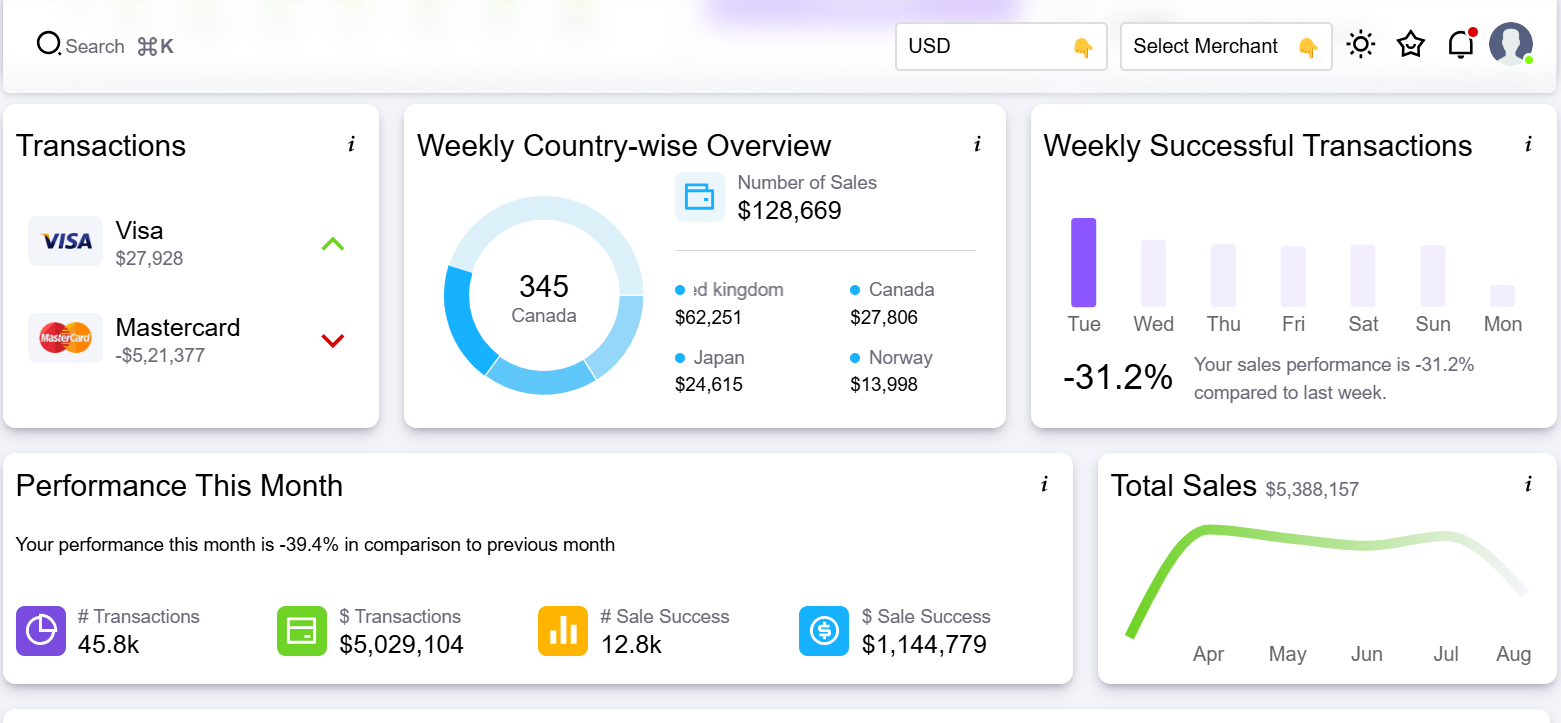 Search ⌘K
USD
Select Merchant
Transactions
i
VISA
Visa
$27,928
MasterCard
Mastercard
-$5,21,377
Weekly Country-wise Overview
i
345
Canada
Number of Sales
$128,669
ed kingdom
$62,251
Canada
$27,806
Japan
$24,615
Norway
$13,998
Weekly Successful Transactions
i
Tue Wed Thu Fri Sat Sun Mon
-31.2%
Your sales performance is -31.2%
compared to last week.
Performance This Month
i
Your performance this month is -39.4% in comparison to previous month
# Transactions
45.8k
$ Transactions
$5,029,104
# Sale Success
12.8k
$ Sale Success
$1,144,779
Total Sales $5,388,157
i
Apr May Jun Jul Aug